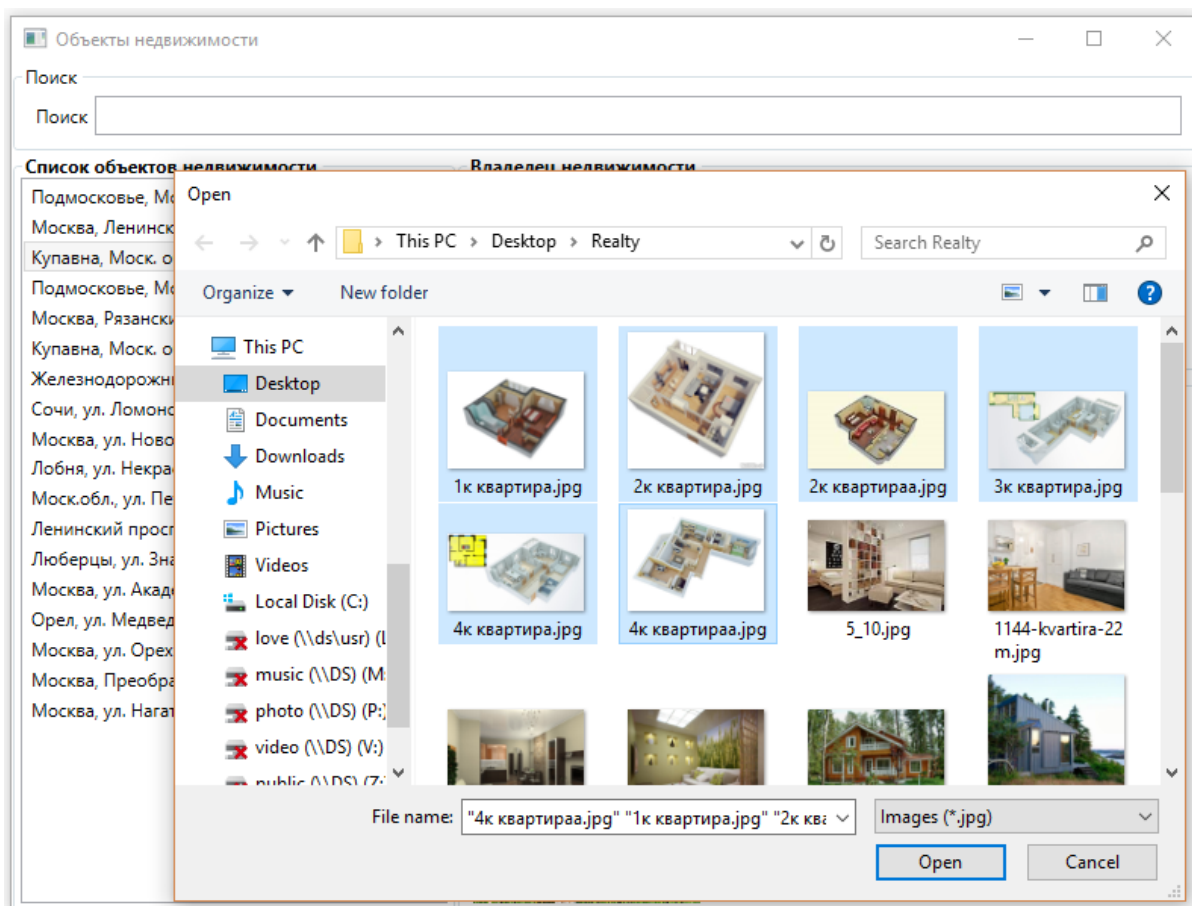 Объекты недвижимости
Поиск
Поиск
Список объектов недвижимости
Владелец недвижимости
Подмосковье,
Москва, Ленинск
Купавна, Моск. о
Подмосковье,
Москва, Рязански
Купавна, Моск. о
Железнодорожн
Сочи, ул. Ломоно
Москва, ул. Ново
Лобня, ул. Некра
Моск.обл., ул. Пе
Ленинский просп
Люберцы, ул. Зна
Москва, ул. Акад
Орел, ул. Медвед
Москва, ул. Орех
Москва, Преобра
Москва, ул. Нагат
Open
This PC > Desktop > Realty
Search Realty
Organize
New folder
This PC
Desktop
Documents
Downloads
Music
Pictures
Videos
Local Disk (C:)
love (\\ds\usr) (L
music (\\DS) (M:
photo (\\DS) (P:)
video (\\DS) (V:)
public (\\DS) (Z:
1к квартира.jpg
2к квартира.jpg
2к квартираа.jpg
3к квартира.jpg
4к квартира.jpg
4к квартираа.jpg
5_10.jpg
1144-kvartira-22
m.jpg
File name:
"4к квартираа.jpg" "1к квартира.jpg" "2к ква
Images (*.jpg)
Open
Cancel